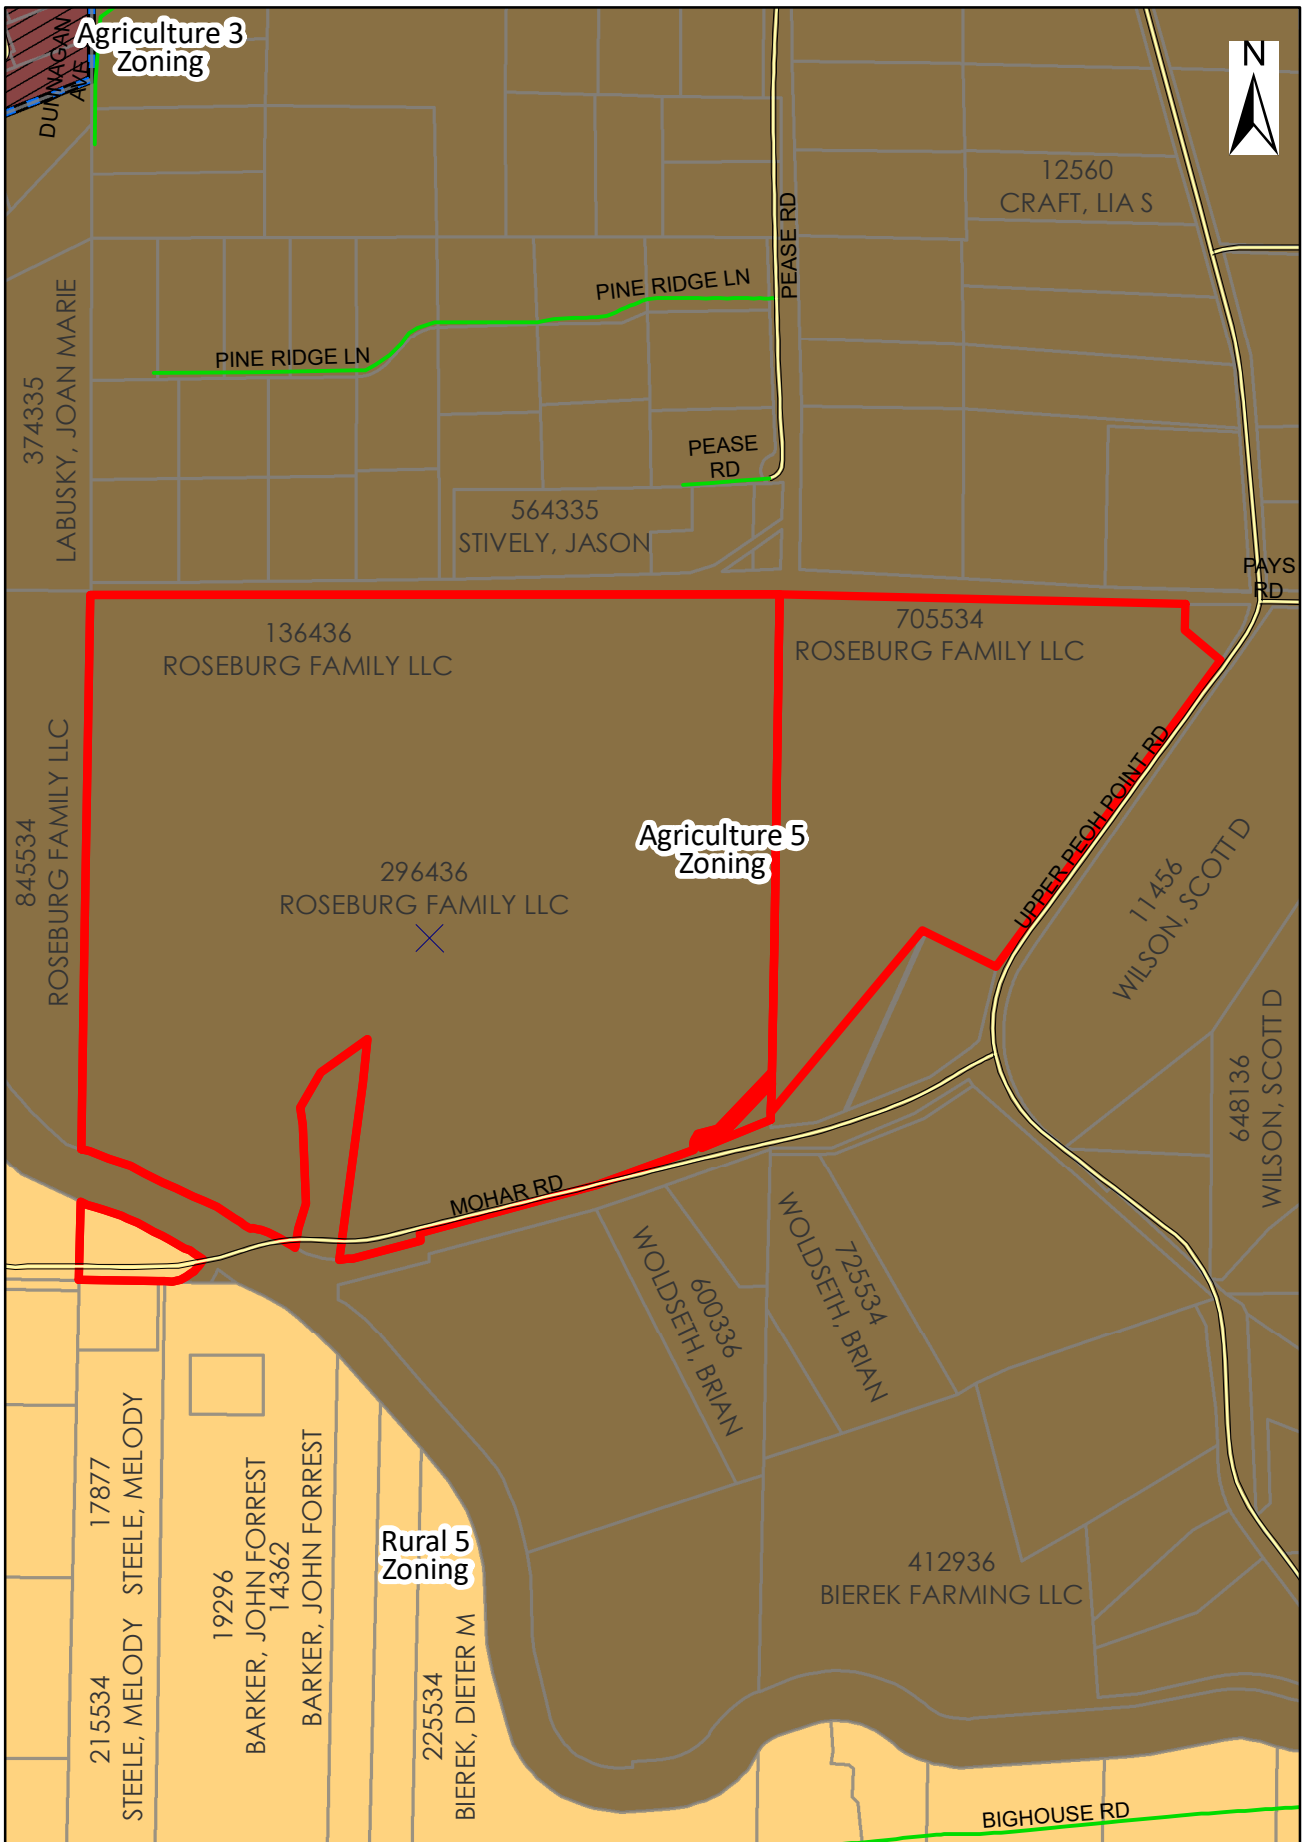 Agriculture 3
Zoning
DUNNAGAN
AVE
N
12560
CRAFT, LIA S
PEASE RD
PINE RIDGE LN
PINE RIDGE LN
374335
LABUSKY, JOAN MARIE
PEASE
RD
564335
STIVELY, JASON
PAYS
RD
136436
ROSEBURG FAMILY LLC
705534
ROSEBURG FAMILY LLC
845534
ROSEBURG FAMILY LLC
UPPER PEOH POINT RD
Agriculture 5
Zoning
296436
ROSEBURG FAMILY LLC
11456
WILSON, SCOTT D
648136
WILSON, SCOTT D
MOHAR RD
725534
WOLDSETH, BRIAN
600336
WOLDSETH, BRIAN
17877
STEELE, MELODY
215534
STEELE, MELODY
19296
BARKER, JOHN FORREST
14362
BARKER, JOHN FORREST
Rural 5
Zoning
225534
BIEREK, DIETER M
412936
BIEREK FARMING LLC
BIGHOUSE RD